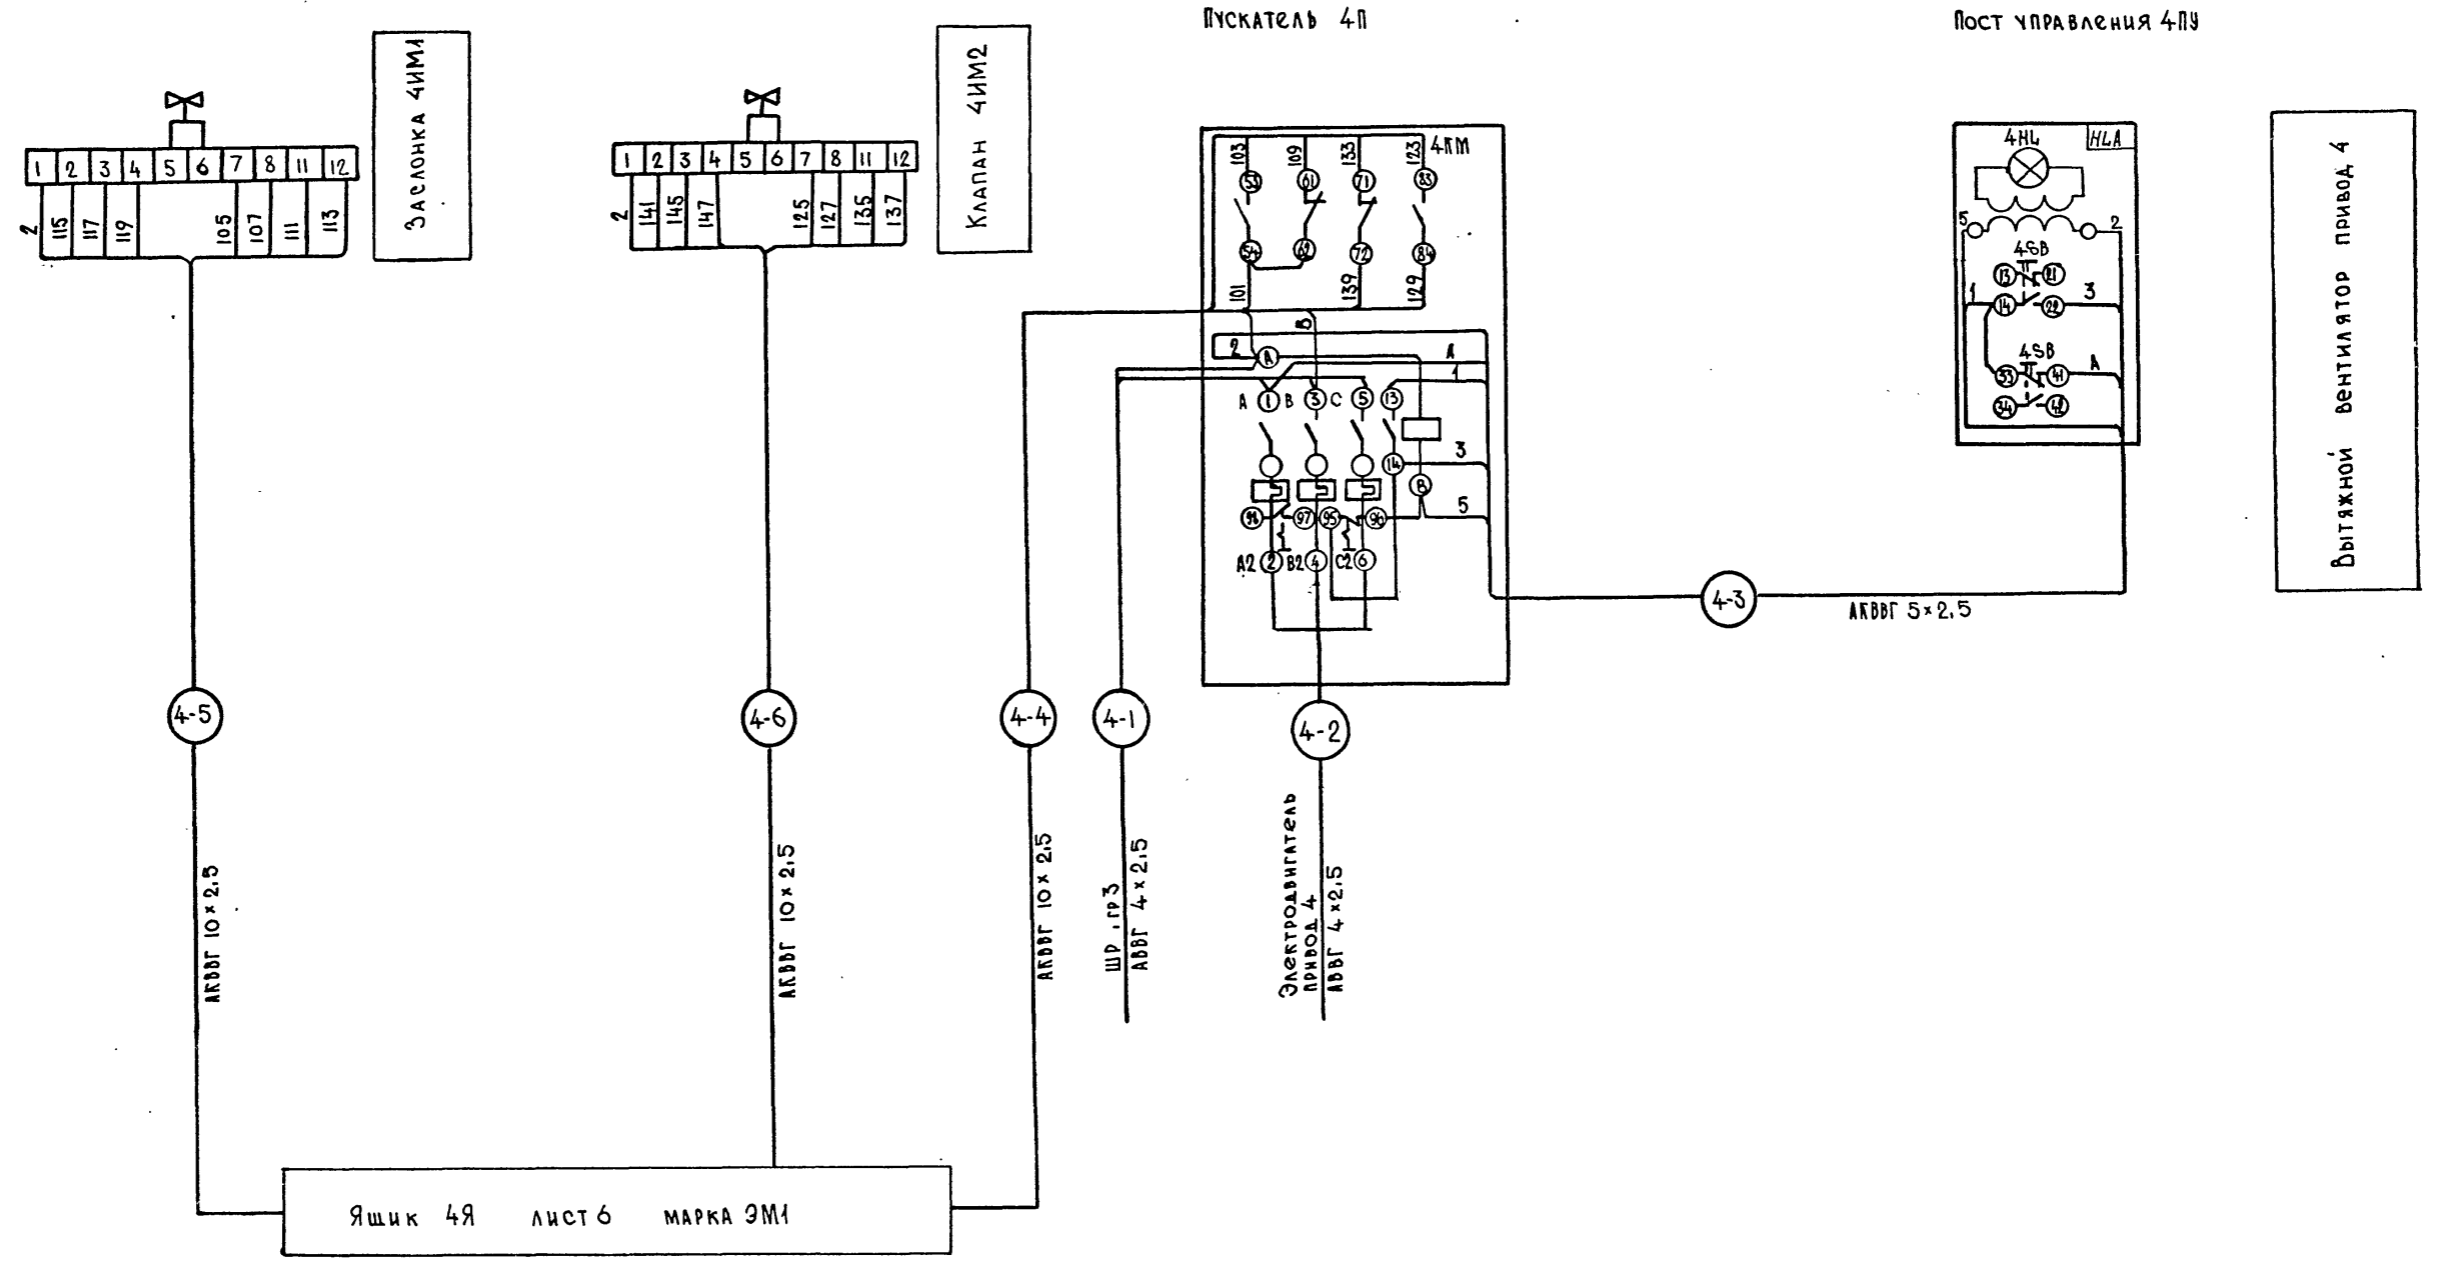 Пускатель 4П
Пост управления 4ПУ
Заслонка 4ИМ1
1 2 3 4 5 6 7 8 11 12
2 115 117 119 105 107 111 113
Клапан 4ИМ2
1 2 3 4 5 6 7 8 11 12
2 141 145 147 125 127 135 137
4КМ
103 109 133 123
53 61 71 83
54 62 72 84
101 139 129
В
2 А А
1
А 1 В 3 С 5 13
14 3
В
98 97 95 96 5
А2 2 В2 4 С2 6
4HL HLA
5 2
4SB
13 21
1 14 22 3
4SB
33 41 А
34 42
Вытяжной вентилятор привод 4
4-3
АКВВГ 5×2,5
4-5
4-6
4-4
4-1
4-2
АКВВГ 10×2,5
АКВВГ 10×2,5
АКВВГ 10×2,5
ШР, гр3
АВВГ 4×2,5
Электродвигатель
привод 4
АВВГ 4×2,5
Ящик 4Я лист 6 марка ЭМ1